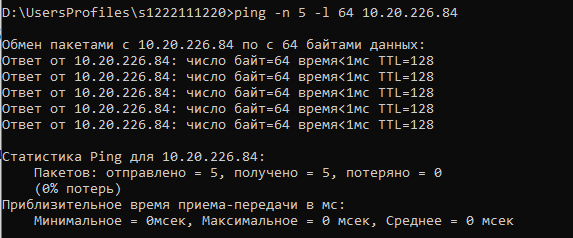 D:\UsersProfiles\s1222111220>ping -n 5 -l 64 10.20.226.84
Обмен пакетами с 10.20.226.84 по с 64 байтами данных:
Ответ от 10.20.226.84: число байт=64 время<1мс TTL=128
Ответ от 10.20.226.84: число байт=64 время<1мс TTL=128
Ответ от 10.20.226.84: число байт=64 время<1мс TTL=128
Ответ от 10.20.226.84: число байт=64 время<1мс TTL=128
Ответ от 10.20.226.84: число байт=64 время<1мс TTL=128
Статистика Ping для 10.20.226.84:
Пакетов: отправлено = 5, получено = 5, потеряно = 0
(0% потерь)
Приблизительное время приема-передачи в мс:
Минимальное = 0мсек, Максимальное = 0 мсек, Среднее = 0 мсек